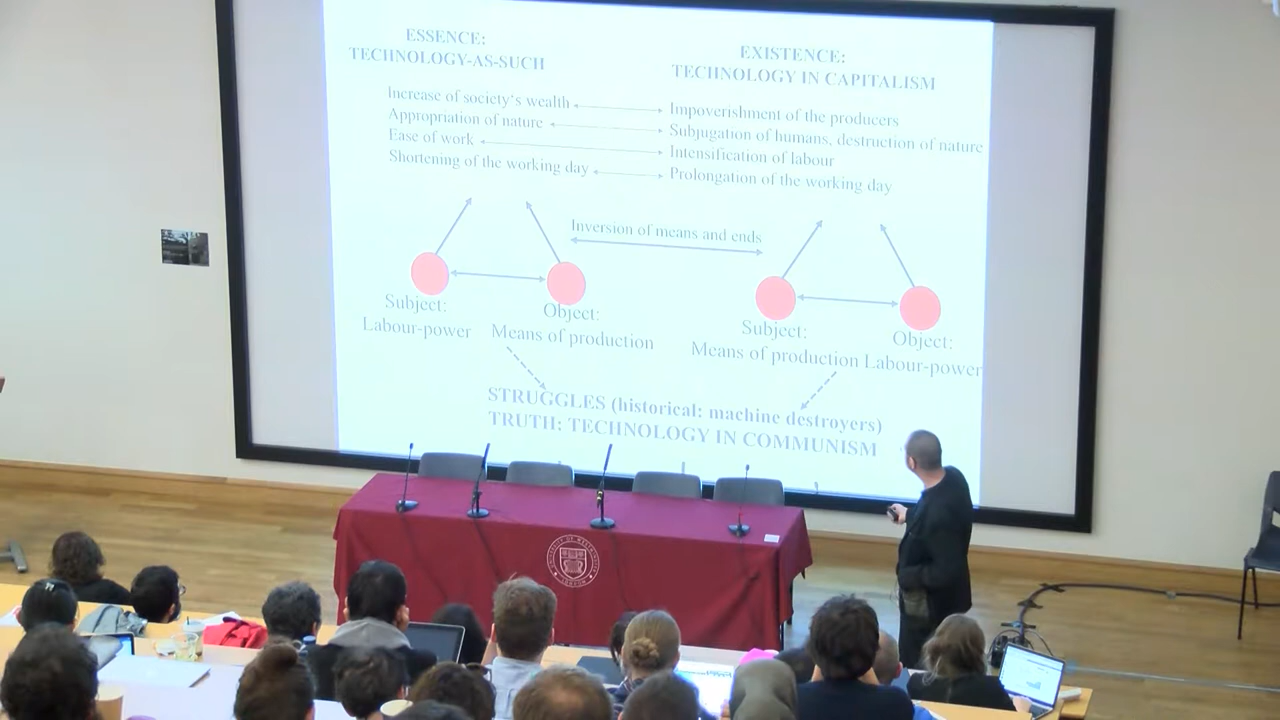 ESSENCE:
TECHNOLOGY-AS-SUCH
Increase of society's wealth
Appropriation of nature
Ease of work
Shortening of the working day
EXISTENCE:
TECHNOLOGY IN CAPITALISM
Impoverishment of the producers
Subjugation of humans, destruction of nature
Intensification of labour
Prolongation of the working day
Inversion of means and ends
Subject:
Labour-power
Object:
Means of production
Subject:
Means of production
Object:
Labour-power
STRUGGLES (historical: machine destroyers)
TRUTH: TECHNOLOGY IN COMMUNISM